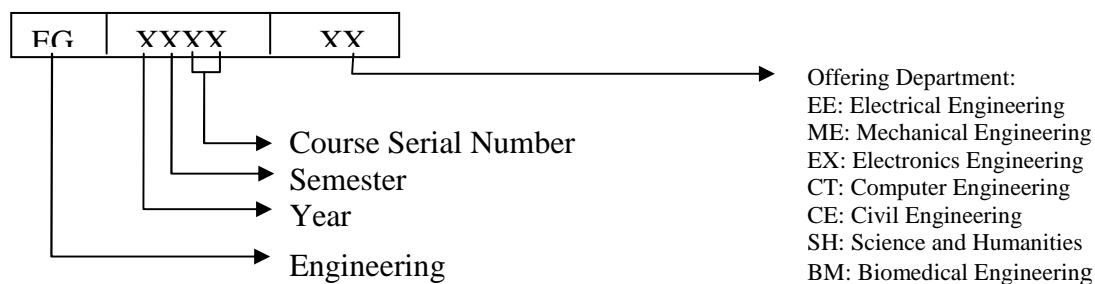 EG XXXX XX
Course Serial Number
Semester
Year
Engineering
Offering Department:
EE: Electrical Engineering
ME: Mechanical Engineering
EX: Electronics Engineering
CT: Computer Engineering
CE: Civil Engineering
SH: Science and Humanities
BM: Biomedical Engineering